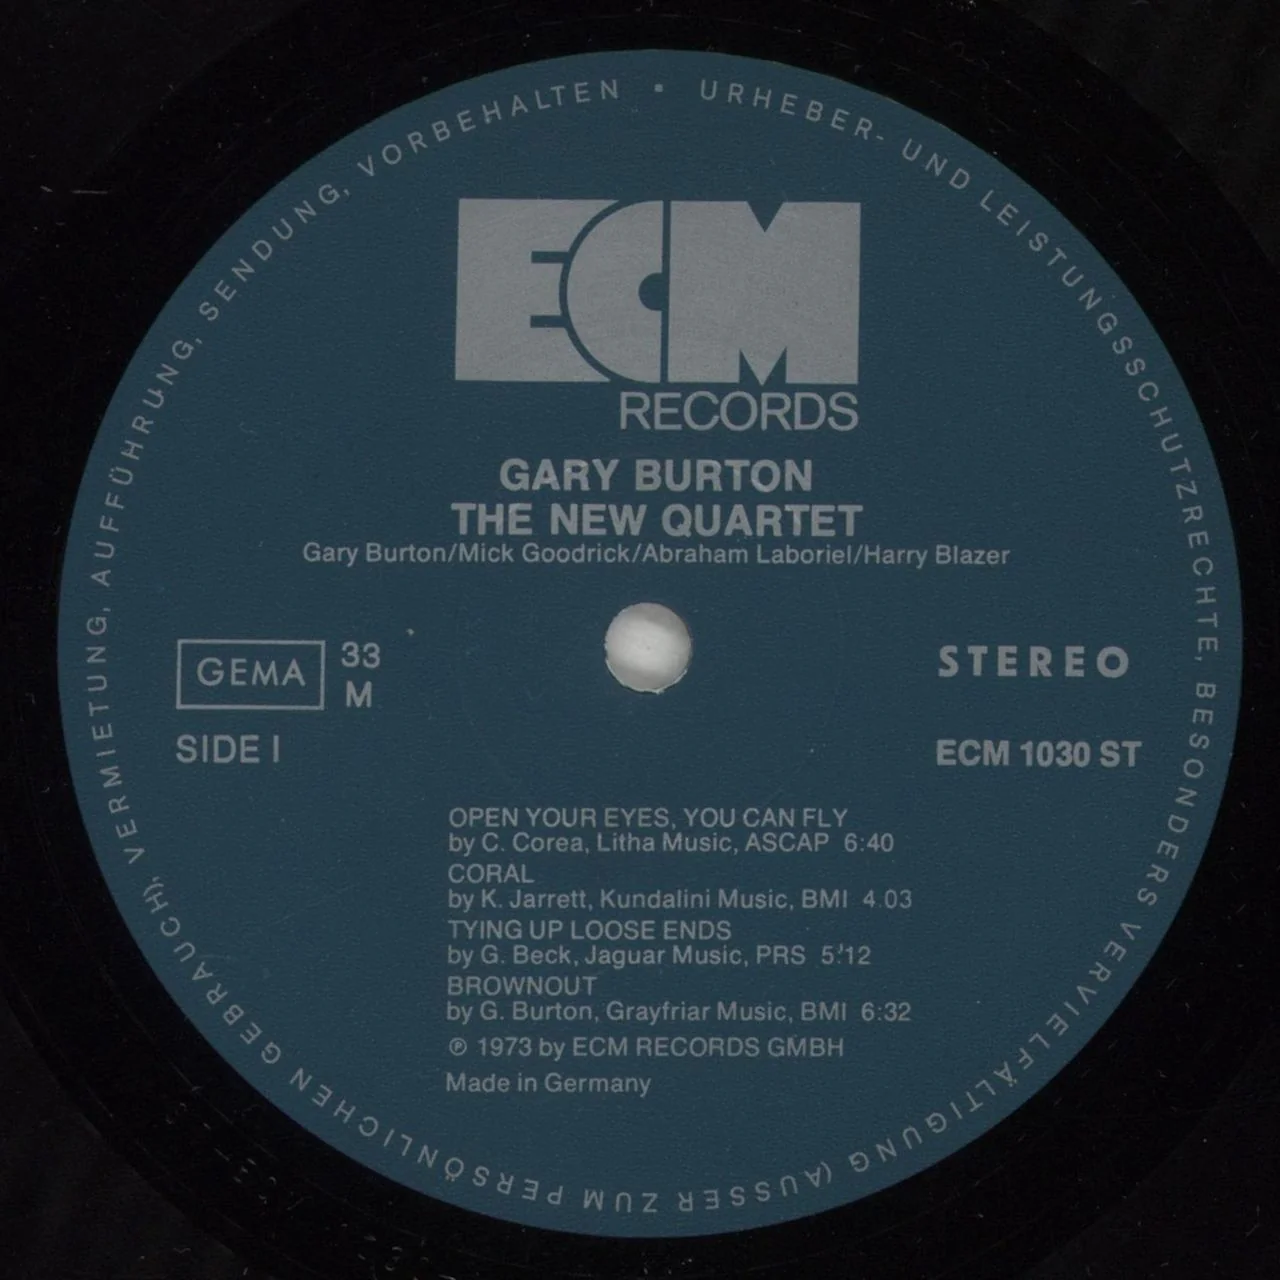 URHEBER- UND LEISTUNGSSCHUTZRECHTE, BESONDERS VERVIELFÄLTIGUNG (AUSSER ZUM PERSÖNLICHEN GEBRAUCH), VERMIETUNG, AUFFÜHRUNG, SENDUNG, VORBEHALTEN •
ECM
RECORDS
GARY BURTON
THE NEW QUARTET
Gary Burton/Mick Goodrick/Abraham Laboriel/Harry Blazer
GEMA
33
M
STEREO
SIDE I
ECM 1030 ST
OPEN YOUR EYES, YOU CAN FLY
by C. Corea, Litha Music, ASCAP 6:40
CORAL
by K. Jarrett, Kundalini Music, BMI 4.03
TYING UP LOOSE ENDS
by G. Beck, Jaguar Music, PRS 5:'12
BROWNOUT
by G. Burton, Grayfriar Music, BMI 6:32
℗ 1973 by ECM RECORDS GMBH
Made in Germany